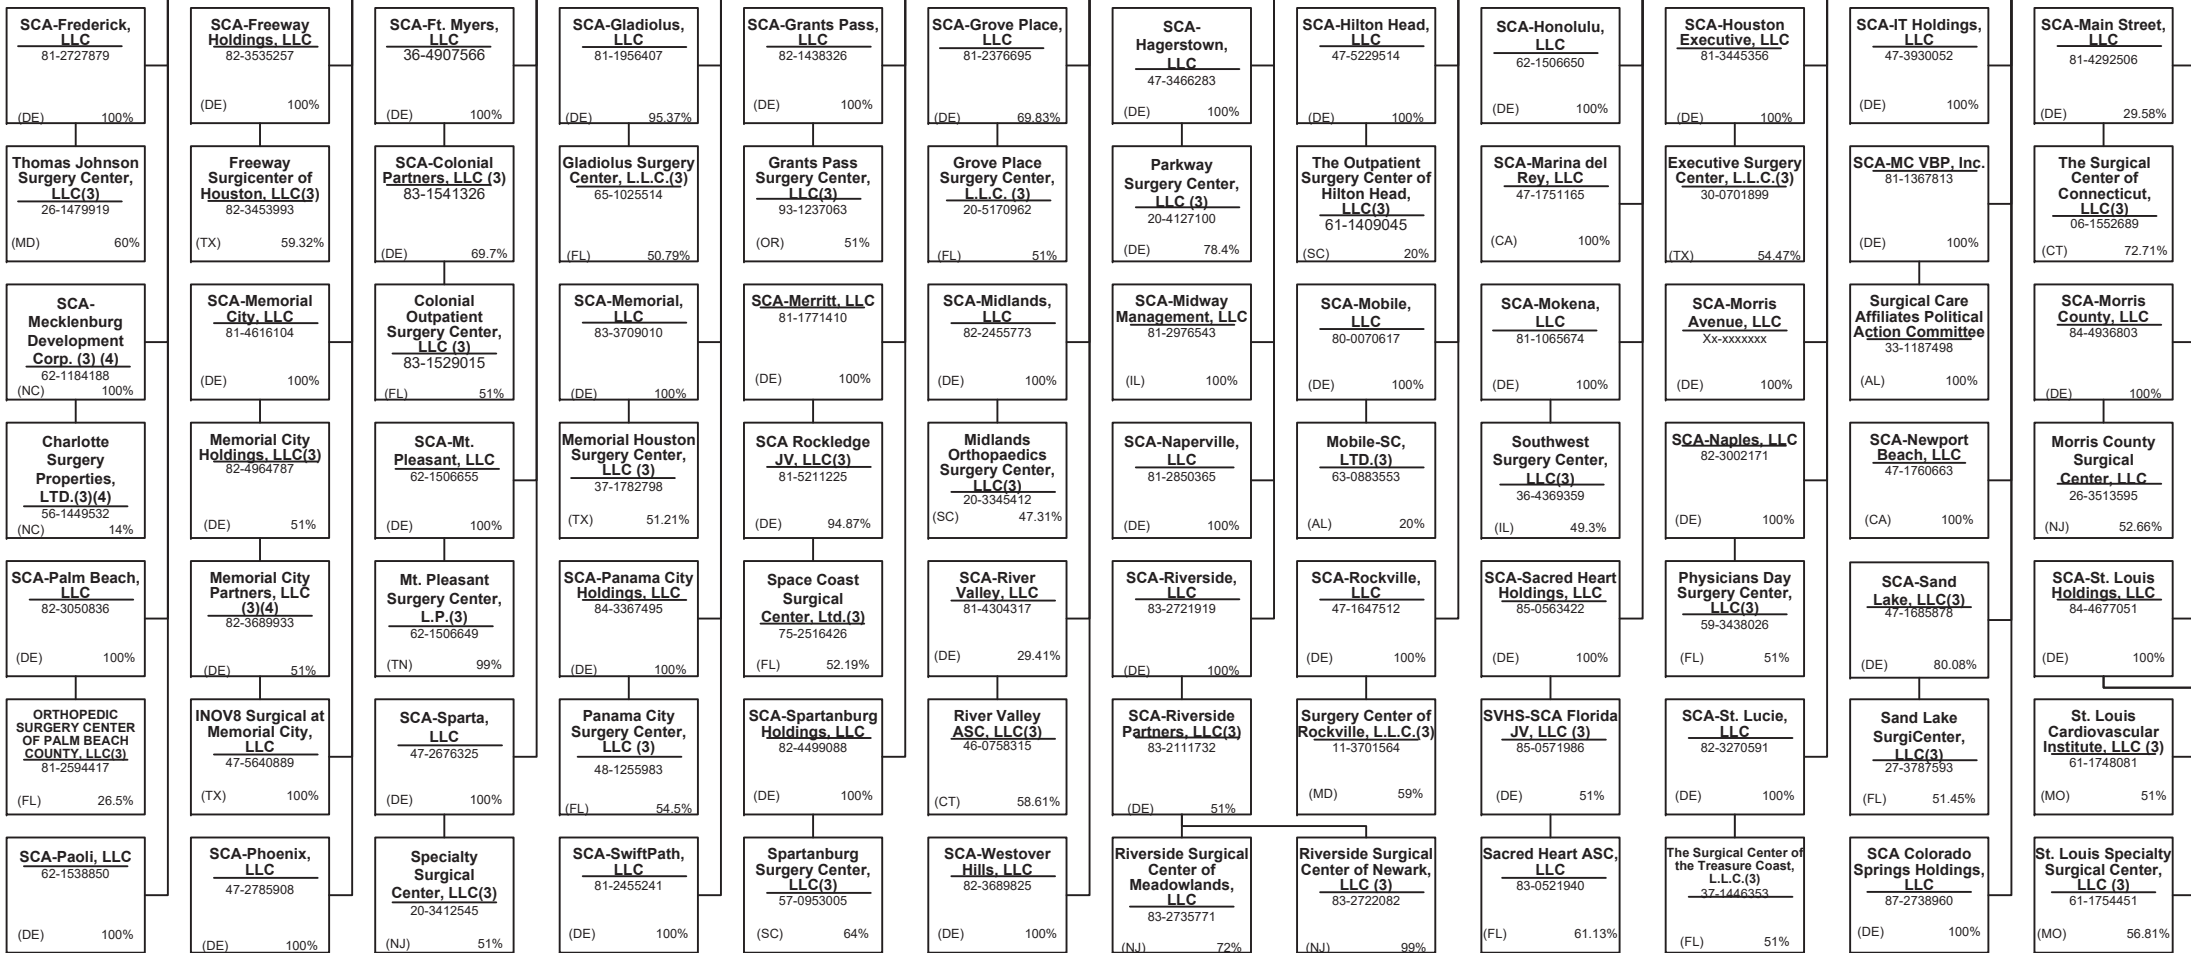 SCA-Frederick,
LLC
81-2727879
(DE) 100%
SCA-Freeway
Holdings, LLC
82-3535257
(DE) 100%
SCA-Ft. Myers,
LLC
36-4907566
(DE) 100%
SCA-Gladiolus,
LLC
81-1956407
(DE) 95.37%
SCA-Grants Pass,
LLC
82-1438326
(DE) 100%
SCA-Grove Place,
LLC
81-2376695
(DE) 69.83%
SCA-
Hagerstown,
LLC
47-3466283
(DE) 100%
SCA-Hilton Head,
LLC
47-5229514
(DE) 100%
SCA-Honolulu,
LLC
62-1506650
(DE) 100%
SCA-Houston
Executive, LLC
81-3445356
(DE) 100%
SCA-IT Holdings,
LLC
47-3930052
(DE) 100%
SCA-Main Street,
LLC
81-4292506
(DE) 29.58%
Thomas Johnson
Surgery Center,
LLC(3)
26-1479919
(MD) 60%
Freeway
Surgicenter of
Houston, LLC(3)
82-3453993
(TX) 59.32%
SCA-Colonial
Partners, LLC (3)
83-1541326
(DE) 69.7%
Gladiolus Surgery
Center, L.L.C.(3)
65-1025514
(FL) 50.79%
Grants Pass
Surgery Center,
LLC(3)
93-1237063
(OR) 51%
Grove Place
Surgery Center,
L.L.C. (3)
20-5170962
(FL) 51%
Parkway
Surgery Center,
LLC (3)
20-4127100
(DE) 78.4%
The Outpatient
Surgery Center of
Hilton Head,
LLC(3)
61-1409045
(SC) 20%
SCA-Marina del
Rey, LLC
47-1751165
(CA) 100%
Executive Surgery
Center, L.L.C.(3)
30-0701899
(TX) 54.47%
SCA-MC VBP, Inc.
81-1367813
(DE) 100%
The Surgical
Center of
Connecticut,
LLC(3)
06-1552689
(CT) 72.71%
SCA-
Mecklenburg
Development
Corp. (3) (4)
62-1184188
(NC) 100%
SCA-Memorial
City, LLC
81-4616104
(DE) 100%
Colonial
Outpatient
Surgery Center,
LLC (3)
83-1529015
(FL) 51%
SCA-Memorial,
LLC
83-3709010
(DE) 100%
SCA-Merritt, LLC
81-1771410
(DE) 100%
SCA-Midlands,
LLC
82-2455773
(DE) 100%
SCA-Midway
Management, LLC
81-2976543
(IL) 100%
SCA-Mobile,
LLC
80-0070617
(DE) 100%
SCA-Mokena,
LLC
81-1065674
(DE) 100%
SCA-Morris
Avenue, LLC
Xx-xxxxxxx
(DE) 100%
Surgical Care
Affiliates Political
Action Committee
33-1187498
(AL) 100%
SCA-Morris
County, LLC
84-4936803
(DE) 100%
Charlotte
Surgery
Properties,
LTD.(3)(4)
56-1449532
(NC) 14%
Memorial City
Holdings, LLC(3)
82-4964787
(DE) 51%
SCA-Mt.
Pleasant, LLC
62-1506655
(DE) 100%
Memorial Houston
Surgery Center,
LLC (3)
37-1782798
(TX) 51.21%
SCA Rockledge
JV, LLC(3)
81-5211225
(DE) 94.87%
Midlands
Orthopaedics
Surgery Center,
LLC(3)
20-3345412
(SC) 47.31%
SCA-Naperville,
LLC
81-2850365
(DE) 100%
Mobile-SC,
LTD.(3)
63-0883553
(AL) 20%
Southwest
Surgery Center,
LLC(3)
36-4369359
(IL) 49.3%
SCA-Naples, LLC
82-3002171
(DE) 100%
SCA-Newport
Beach, LLC
47-1760663
(CA) 100%
Morris County
Surgical
Center, LLC
26-3513595
(NJ) 52.66%
SCA-Palm Beach,
LLC
82-3050836
(DE) 100%
Memorial City
Partners, LLC
(3)(4)
82-3689933
(DE) 51%
Mt. Pleasant
Surgery Center,
L.P.(3)
62-1506649
(TN) 99%
SCA-Panama City
Holdings, LLC
84-3367495
(DE) 100%
Space Coast
Surgical
Center, Ltd.(3)
75-2516426
(FL) 52.19%
SCA-River
Valley, LLC
81-4304317
(DE) 29.41%
SCA-Riverside,
LLC
83-2721919
(DE) 100%
SCA-Rockville,
LLC
47-1647512
(DE) 100%
SCA-Sacred Heart
Holdings, LLC
85-0563422
(DE) 100%
Physicians Day
Surgery Center,
LLC(3)
59-3438026
(FL) 51%
SCA-Sand
Lake, LLC(3)
47-1685878
(DE) 80.08%
SCA-St. Louis
Holdings, LLC
84-4677051
(DE) 100%
ORTHOPEDIC
SURGERY CENTER
OF PALM BEACH
COUNTY, LLC(3)
81-2594417
(FL) 26.5%
INOV8 Surgical at
Memorial City,
LLC
47-5640889
(TX) 100%
SCA-Sparta,
LLC
47-2676325
(DE) 100%
Panama City
Surgery Center,
LLC (3)
48-1255983
(FL) 54.5%
SCA-Spartanburg
Holdings, LLC
82-4499088
(DE) 100%
River Valley
ASC, LLC(3)
46-0758315
(CT) 58.61%
SCA-Riverside
Partners, LLC(3)
83-2111732
(DE) 51%
Surgery Center of
Rockville, L.L.C.(3)
11-3701564
(MD) 59%
SVHS-SCA Florida
JV, LLC (3)
85-0571986
(DE) 51%
SCA-St. Lucie,
LLC
82-3270591
(DE) 100%
Sand Lake
SurgiCenter,
LLC(3)
27-3787593
(FL) 51.45%
St. Louis
Cardiovascular
Institute, LLC (3)
61-1748081
(MO) 51%
SCA-Paoli, LLC
62-1538850
(DE) 100%
SCA-Phoenix,
LLC
47-2785908
(DE) 100%
Specialty
Surgical
Center, LLC(3)
20-3412545
(NJ) 51%
SCA-SwiftPath,
LLC
81-2455241
(DE) 100%
Spartanburg
Surgery Center,
LLC(3)
57-0953005
(SC) 64%
SCA-Westover
Hills, LLC
82-3689825
(DE) 100%
Riverside Surgical
Center of
Meadowlands,
LLC
83-2735771
(NJ) 72%
Riverside Surgical
Center of Newark,
LLC (3)
83-2722082
(NJ) 99%
Sacred Heart ASC,
LLC
83-0521940
(FL) 61.13%
The Surgical Center of
the Treasure Coast,
L.L.C.(3)
37-1446353
(FL) 51%
SCA Colorado
Springs Holdings,
LLC
87-2738960
(DE) 100%
St. Louis Specialty
Surgical Center,
LLC (3)
61-1754451
(MO) 56.81%